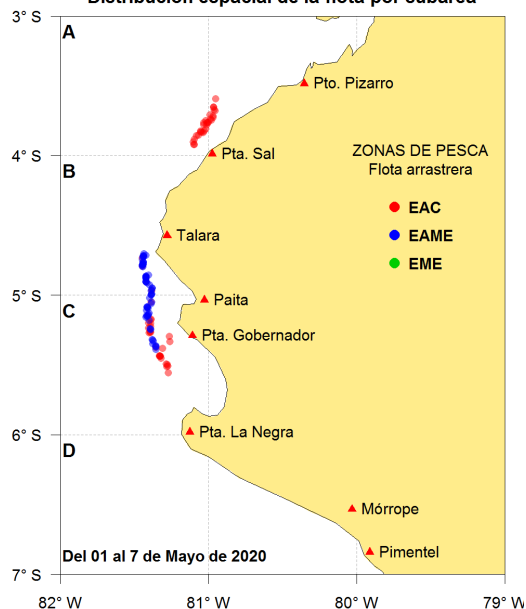 Distribución espacial de la flota por subárea
3° S
A
Pto. Pizarro
Pta. Sal
4° S
B
ZONAS DE PESCA
Flota arrastrera
EAC
EAME
EME
Talara
5° S
C
Paita
Pta. Gobernador
6° S
D
Pta. La Negra
Mórrope
Pimentel
Del 01 al 7 de Mayo de 2020
7° S
82° W
81° W
80° W
79° W